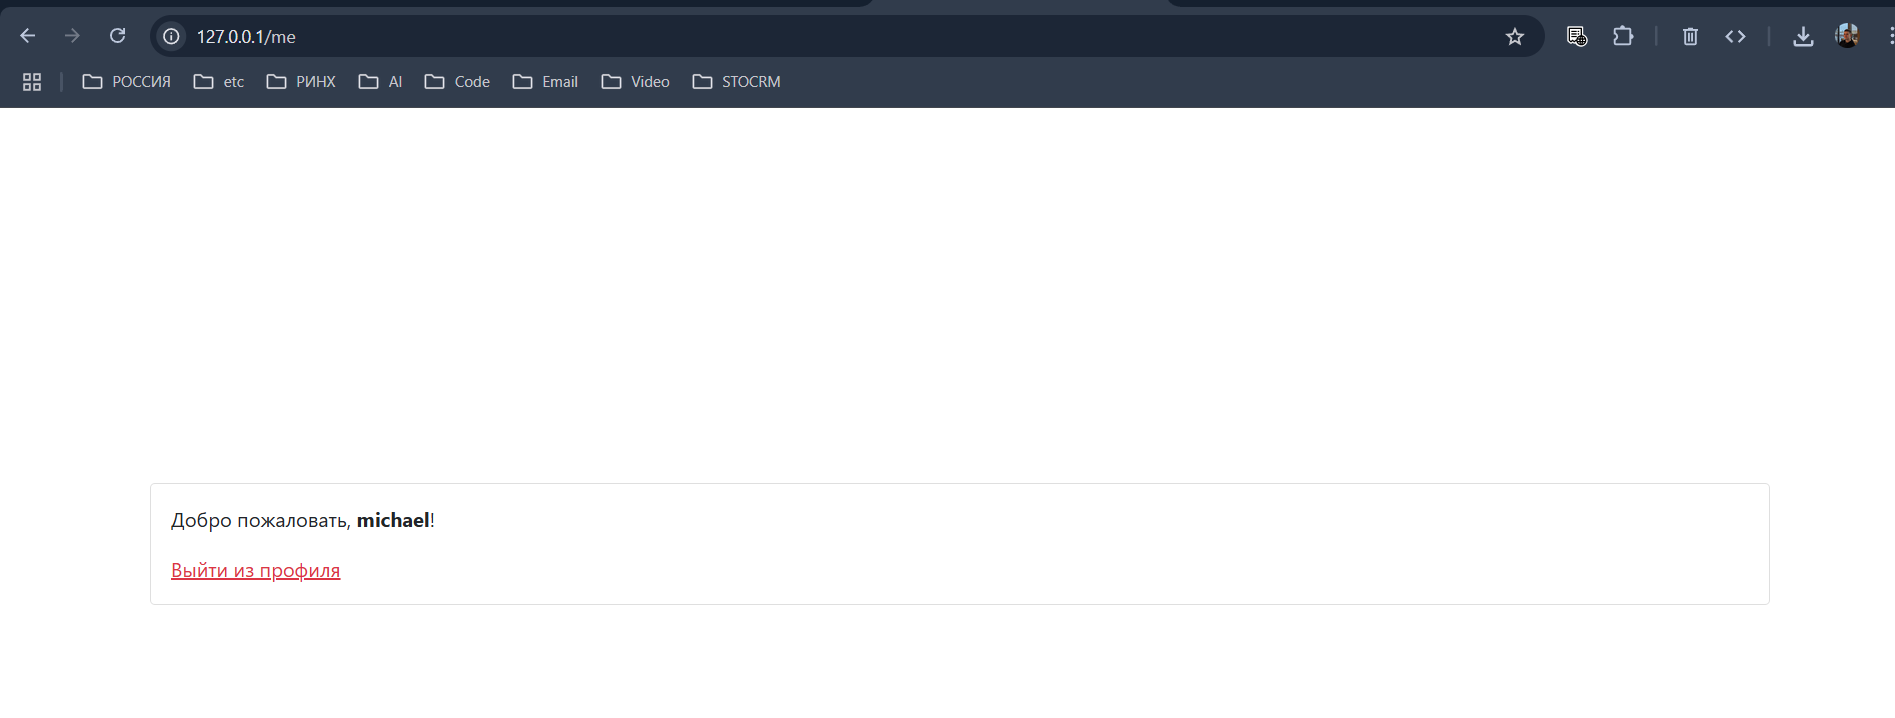 127.0.0.1/me
РОССИЯ etc РИНХ AI Code Email Video STOCRM
Добро пожаловать, michael!
Выйти из профиля